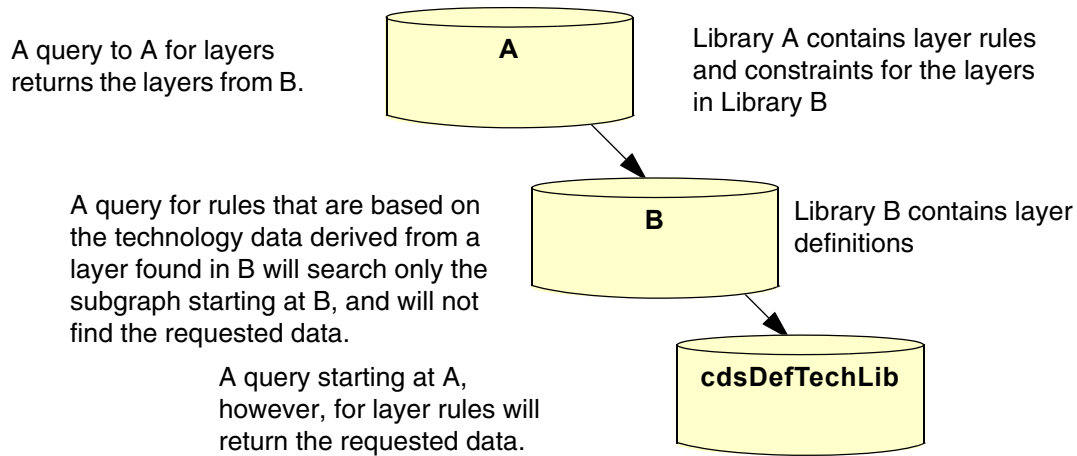 A query to A for layers
returns the layers from B.
A
Library A contains layer rules
and constraints for the layers
in Library B
A query for rules that are based on
the technology data derived from a
layer found in B will search only the
subgraph starting at B, and will not
find the requested data.
B
Library B contains layer
definitions
A query starting at A,
however, for layer rules will
return the requested data.
cdsDefTechLib